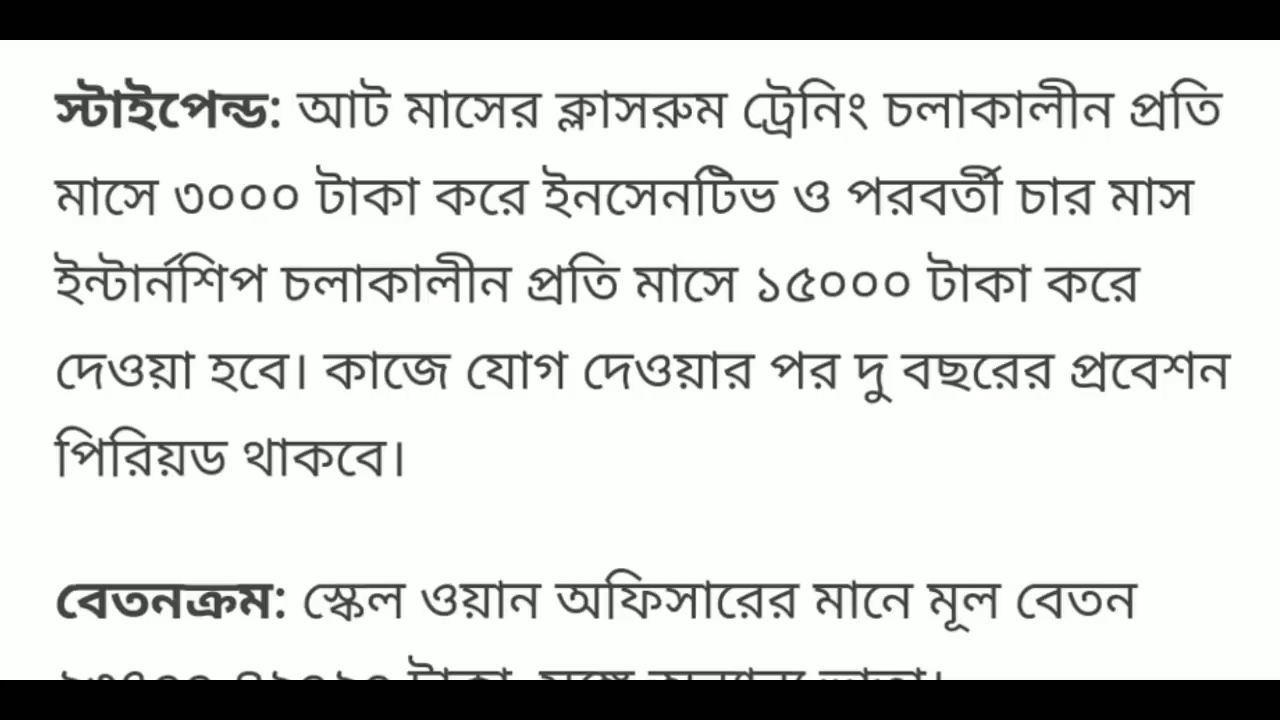 স্টাইপেন্ড: আট মাসের ক্লাসরুম ট্রেনিং চলাকালীন প্রতি
মাসে ৩০০০ টাকা করে ইনসেনটিভ ও পরবর্তী চার মাস
ইন্টার্নশিপ চলাকালীন প্রতি মাসে ১৫০০০ টাকা করে
দেওয়া হবে। কাজে যোগ দেওয়ার পর দু বছরের প্রবেশন
পিরিয়ড থাকবে।
বেতনক্রম: স্কেল ওয়ান অফিসারের মানে মূল বেতন
টাকা